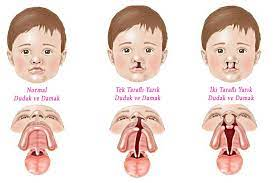 Normal
Dudak ve Damak
Tek Taraflı Yarık
Dudak ve Damak
İki Taraflı Yarık
Dudak ve Damak